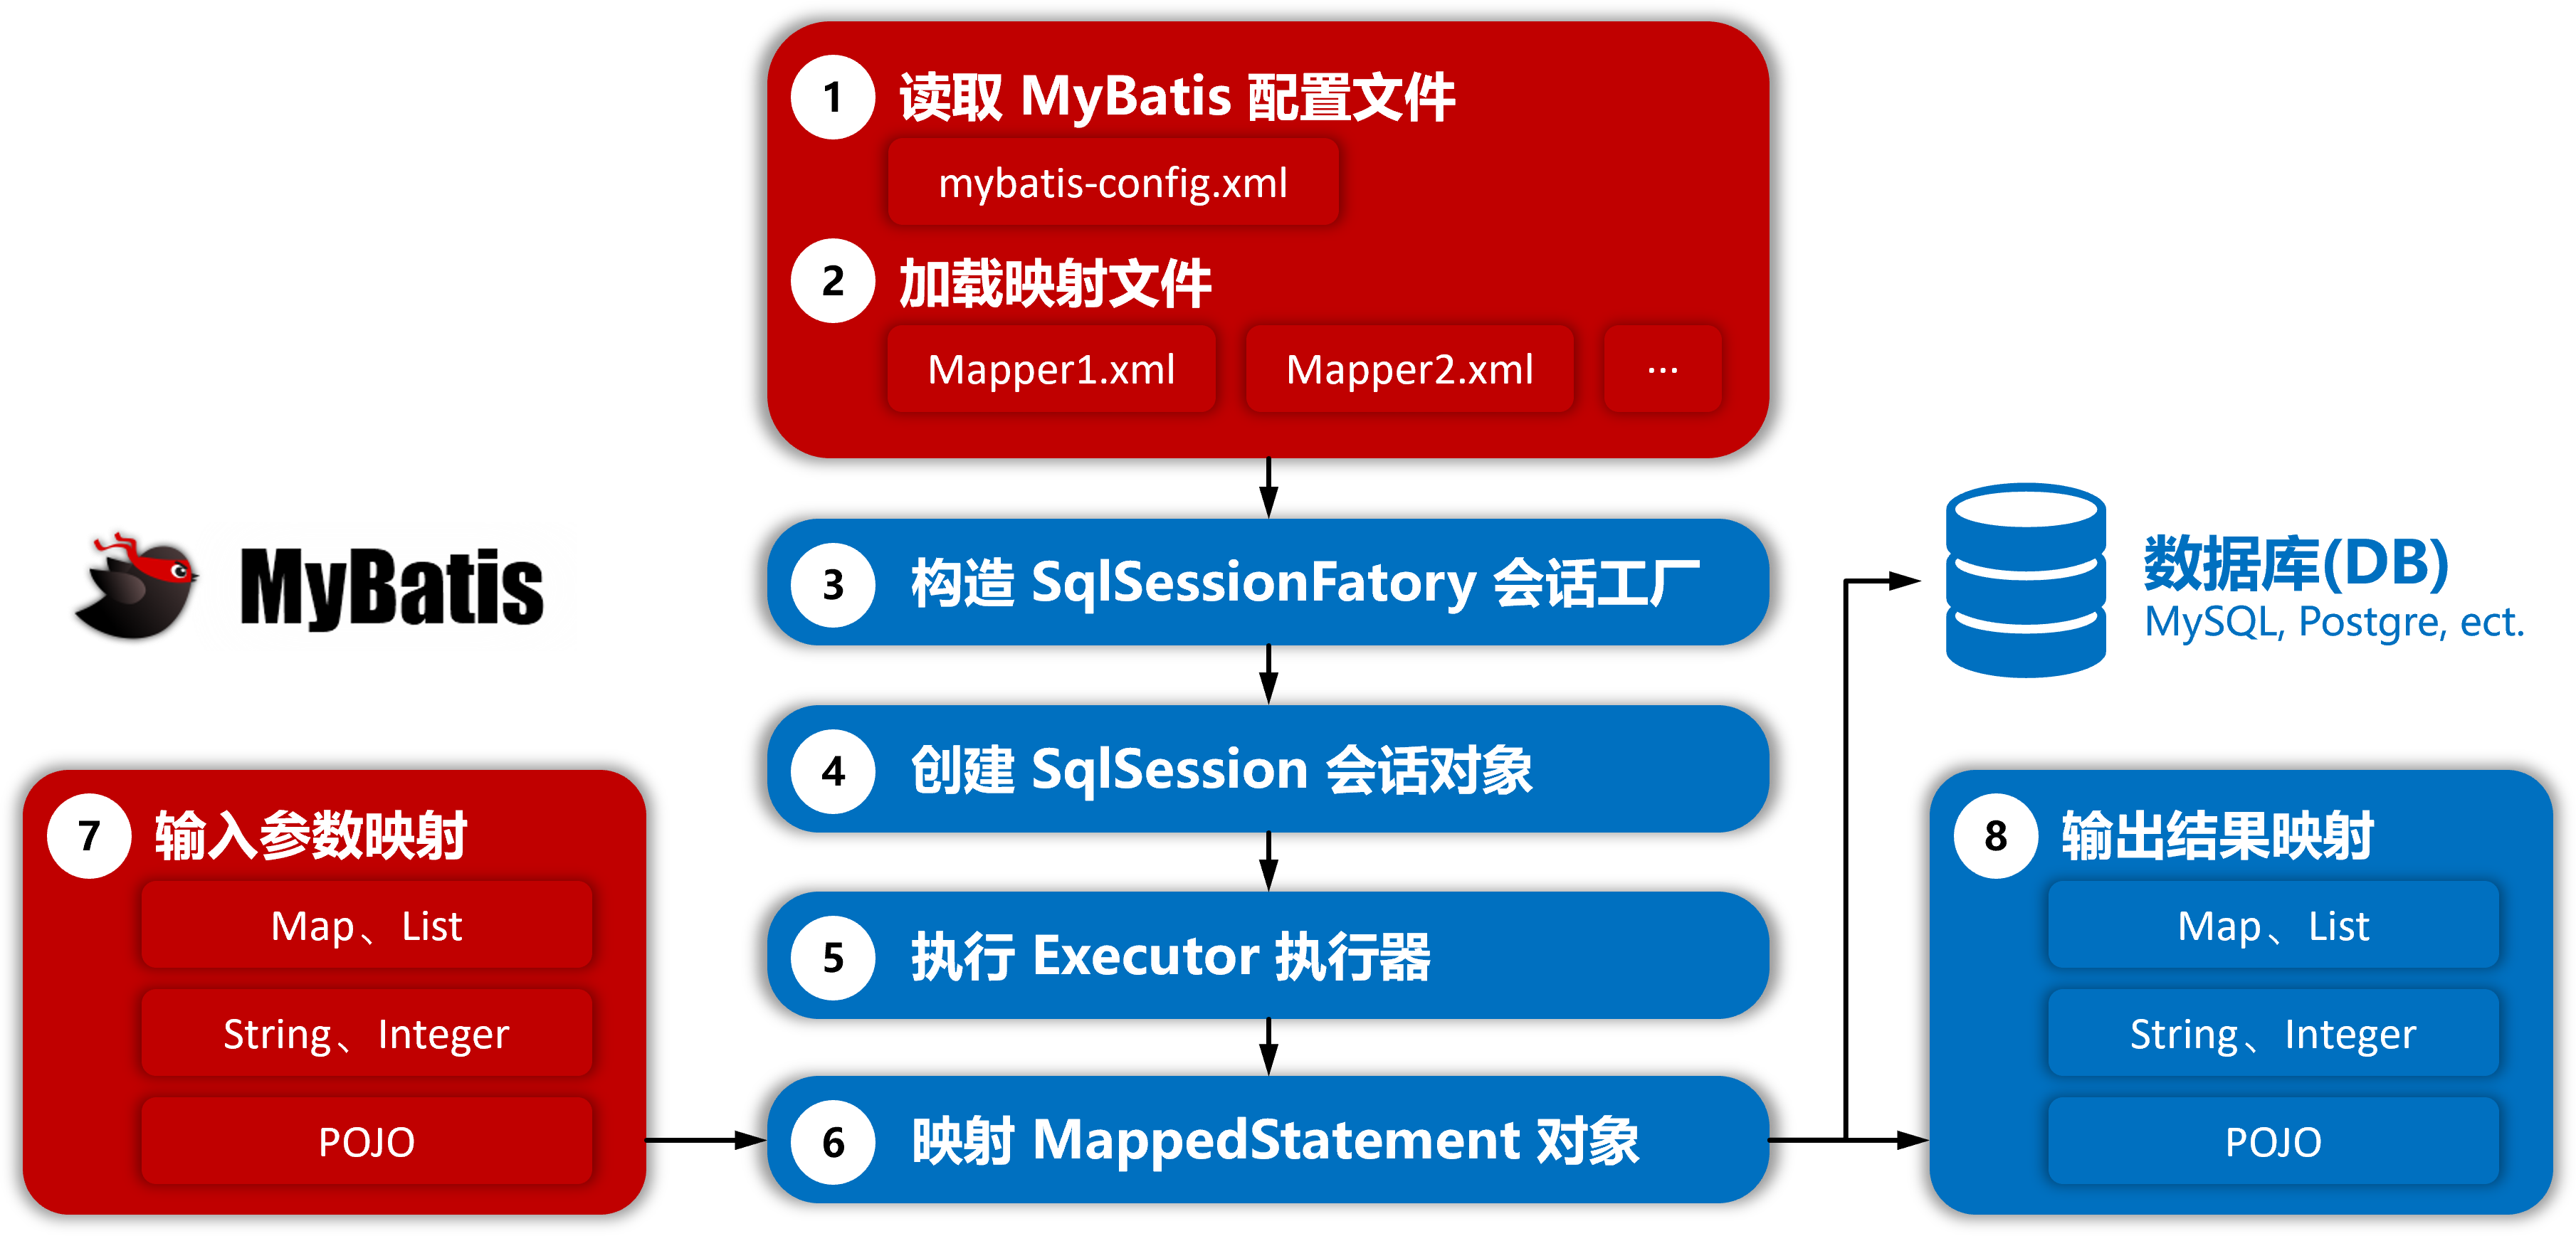 1 读取 MyBatis 配置文件
mybatis-config.xml
2 加载映射文件
Mapper1.xml Mapper2.xml ...
MyBatis
3 构造 SqlSessionFatory 会话工厂
数据库(DB)
MySQL, Postgre, ect.
4 创建 SqlSession 会话对象
5 执行 Executor 执行器
6 映射 MappedStatement 对象
7 输入参数映射
Map、List
String、Integer
POJO
8 输出结果映射
Map、List
String、Integer
POJO